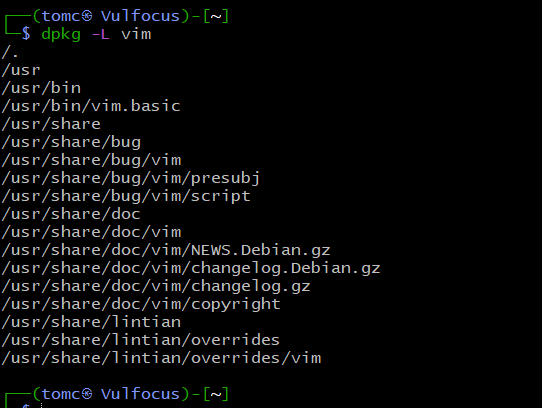 ┌──(tomc㉿ Vulfocus)-[~]
└─$ dpkg -L vim
/.
/usr
/usr/bin
/usr/bin/vim.basic
/usr/share
/usr/share/bug
/usr/share/bug/vim
/usr/share/bug/vim/presubj
/usr/share/bug/vim/script
/usr/share/doc
/usr/share/doc/vim
/usr/share/doc/vim/NEWS.Debian.gz
/usr/share/doc/vim/changelog.Debian.gz
/usr/share/doc/vim/changelog.gz
/usr/share/doc/vim/copyright
/usr/share/lintian
/usr/share/lintian/overrides
/usr/share/lintian/overrides/vim
┌──(tomc㉿ Vulfocus)-[~]
└─$